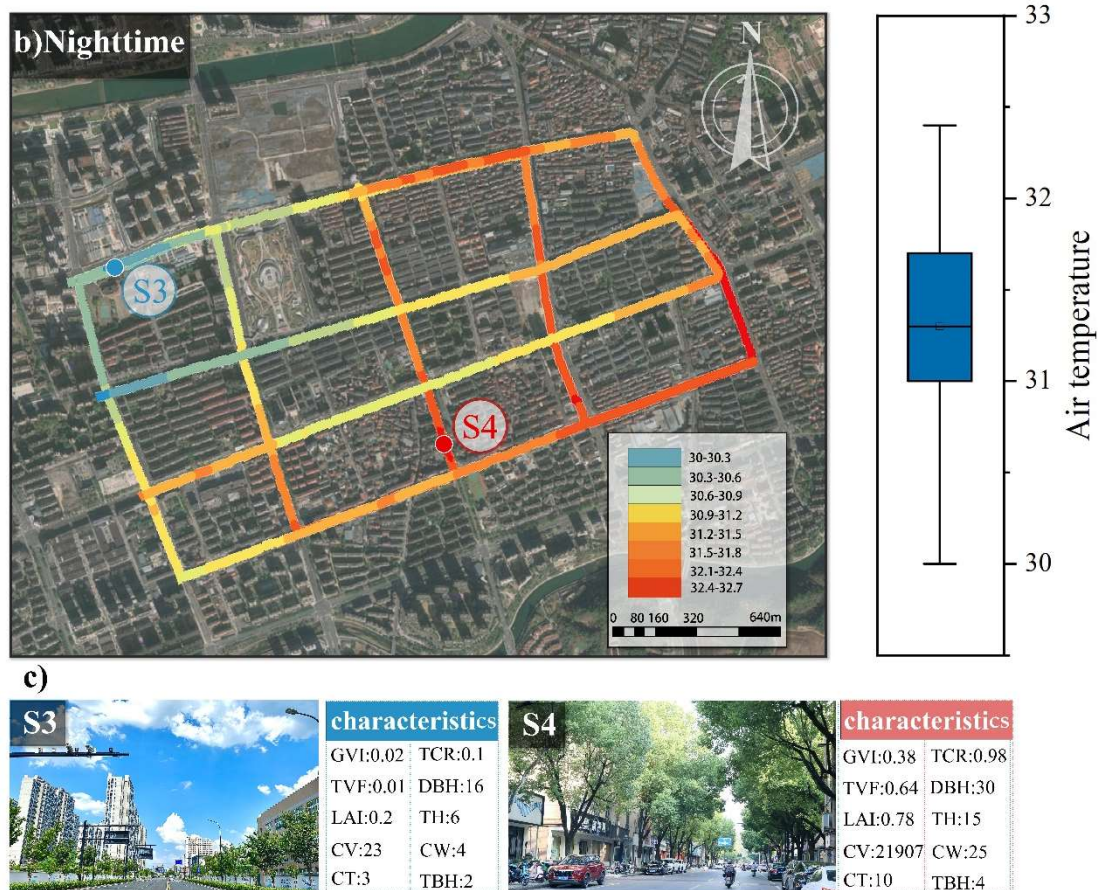 b)Nighttime
N
S3
S4
30-30.3
30.3-30.6
30.6-30.9
30.9-31.2
31.2-31.5
31.5-31.8
32.1-32.4
32.4-32.7
0 80 160 320 640m
33
32
31
30
Air temperature
c)
S3
characteristics
GVI:0.02 TCR:0.1
TVF:0.01 DBH:16
LAI:0.2 TH:6
CV:23 CW:4
CT:3 TBH:2
S4
characteristics
GVI:0.38 TCR:0.98
TVF:0.64 DBH:30
LAI:0.78 TH:15
CV:21907 CW:25
CT:10 TBH:4